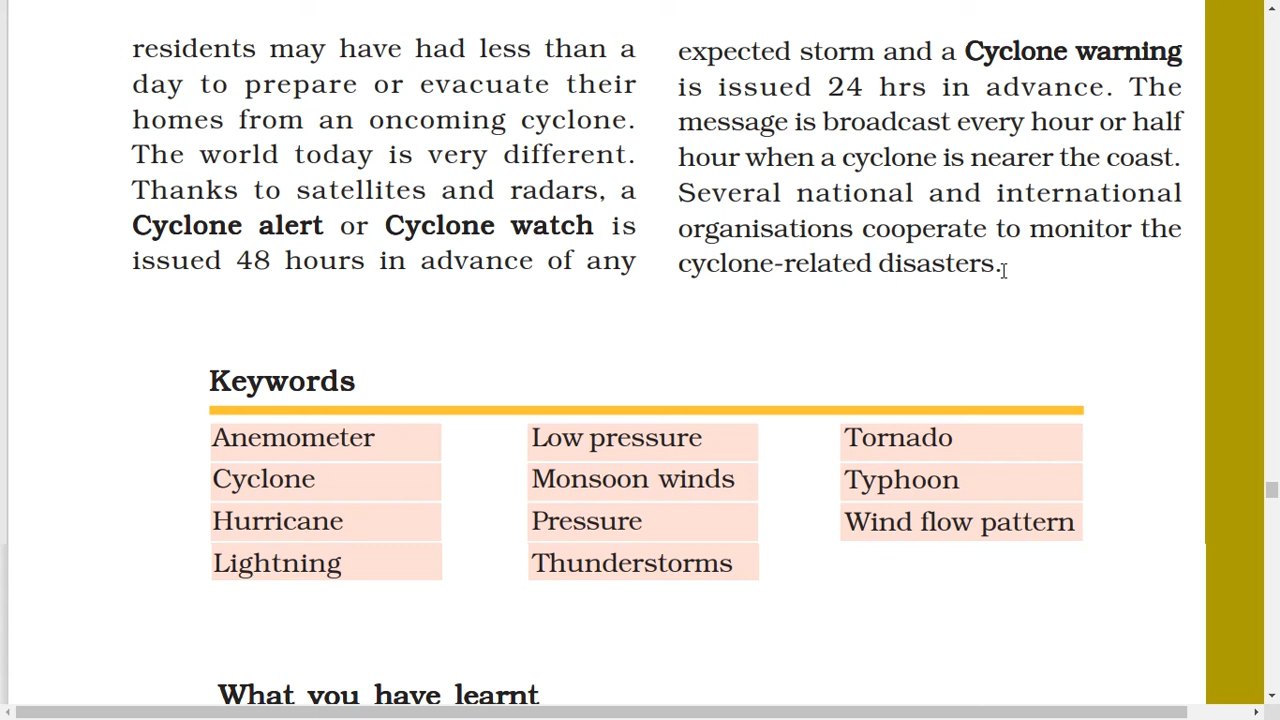 residents may have had less than a
day to prepare or evacuate their
homes from an oncoming cyclone.
The world today is very different.
Thanks to satellites and radars, a
Cyclone alert or Cyclone watch is
issued 48 hours in advance of any
expected storm and a Cyclone warning
is issued 24 hrs in advance. The
message is broadcast every hour or half
hour when a cyclone is nearer the coast.
Several national and international
organisations cooperate to monitor the
cyclone-related disasters.
Keywords
Anemometer
Cyclone
Hurricane
Lightning
Low pressure
Monsoon winds
Pressure
Thunderstorms
Tornado
Typhoon
Wind flow pattern
What you have learnt